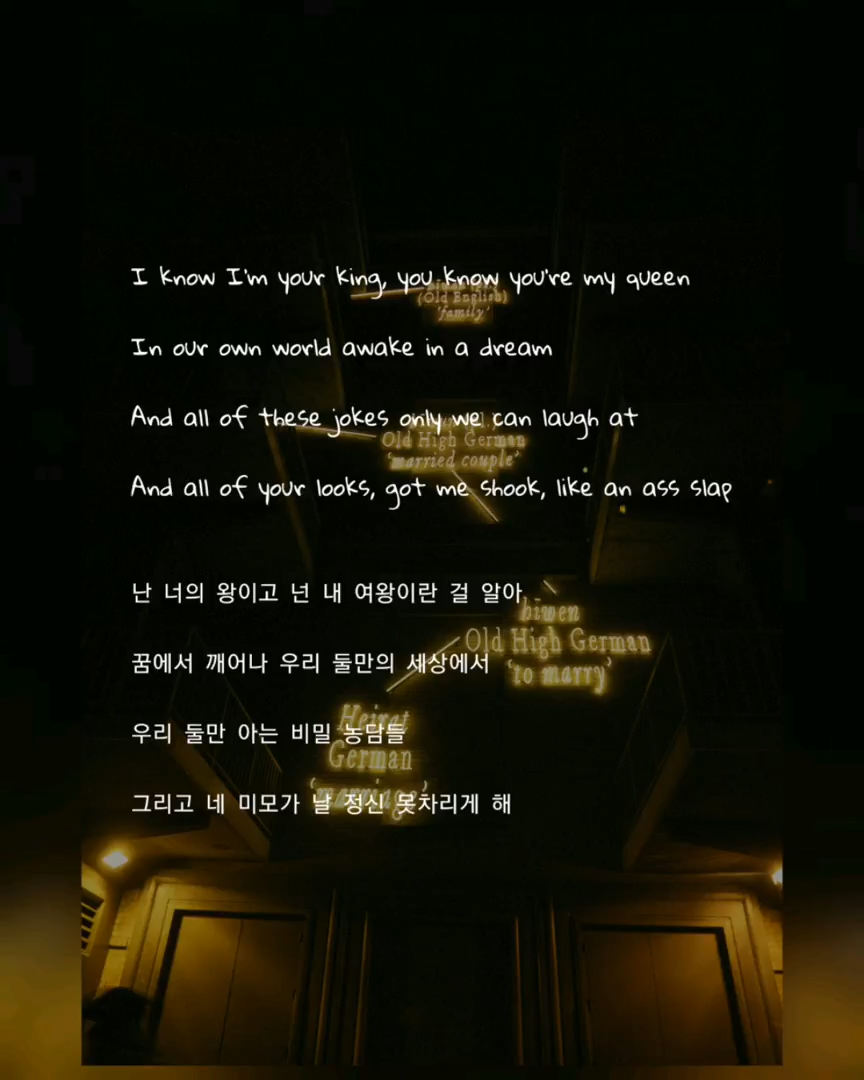 I know I'm your king, you know you're my queen
(Old English)
'family'
In our own world awake in a dream
And all of these jokes only we can laugh at
Old High German
'married couple'
And all of your looks, got me shook, like an ass slap
난 너의 왕이고 넌 내 여왕이란 걸 알아
hiwen
Old High German
'to marry'
꿈에서 깨어나 우리 둘만의 세상에서
Heirat
German
'marriage'
우리 둘만 아는 비밀 농담들
그리고 네 미모가 날 정신 못차리게 해